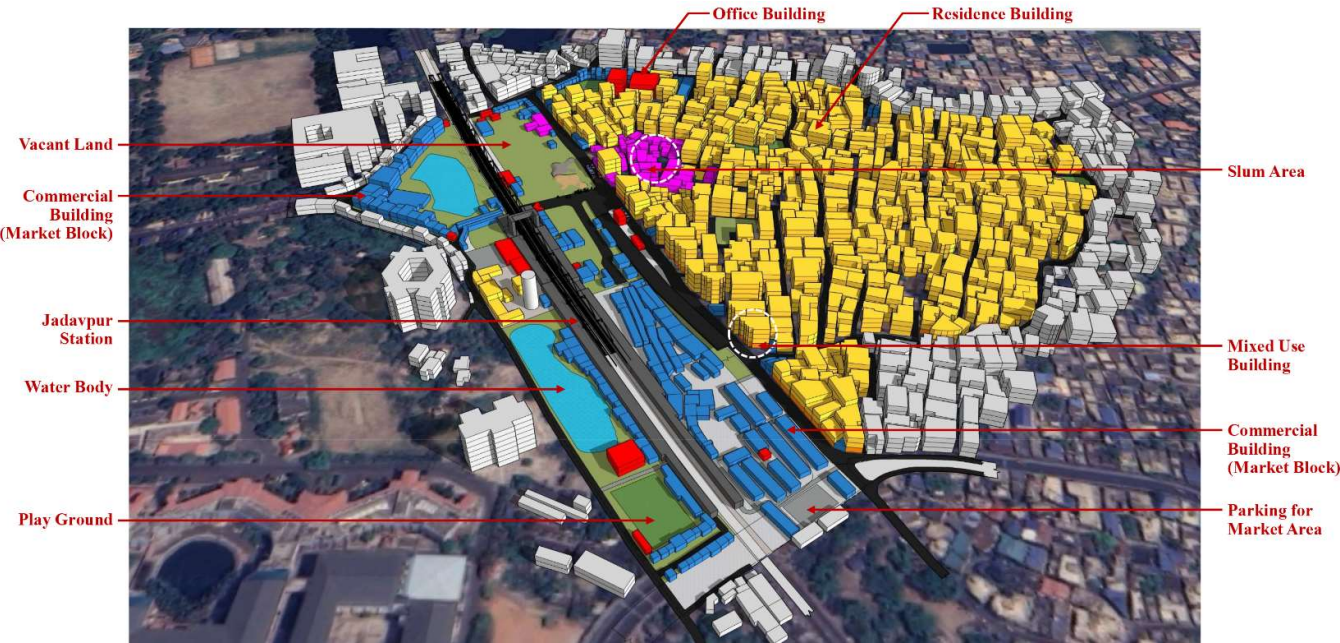 Office Building
Residence Building
Vacant Land
Commercial
Building
(Market Block)
Jadavpur
Station
Water Body
Play Ground
Slum Area
Mixed Use
Building
Commercial
Building
(Market Block)
Parking for
Market Area